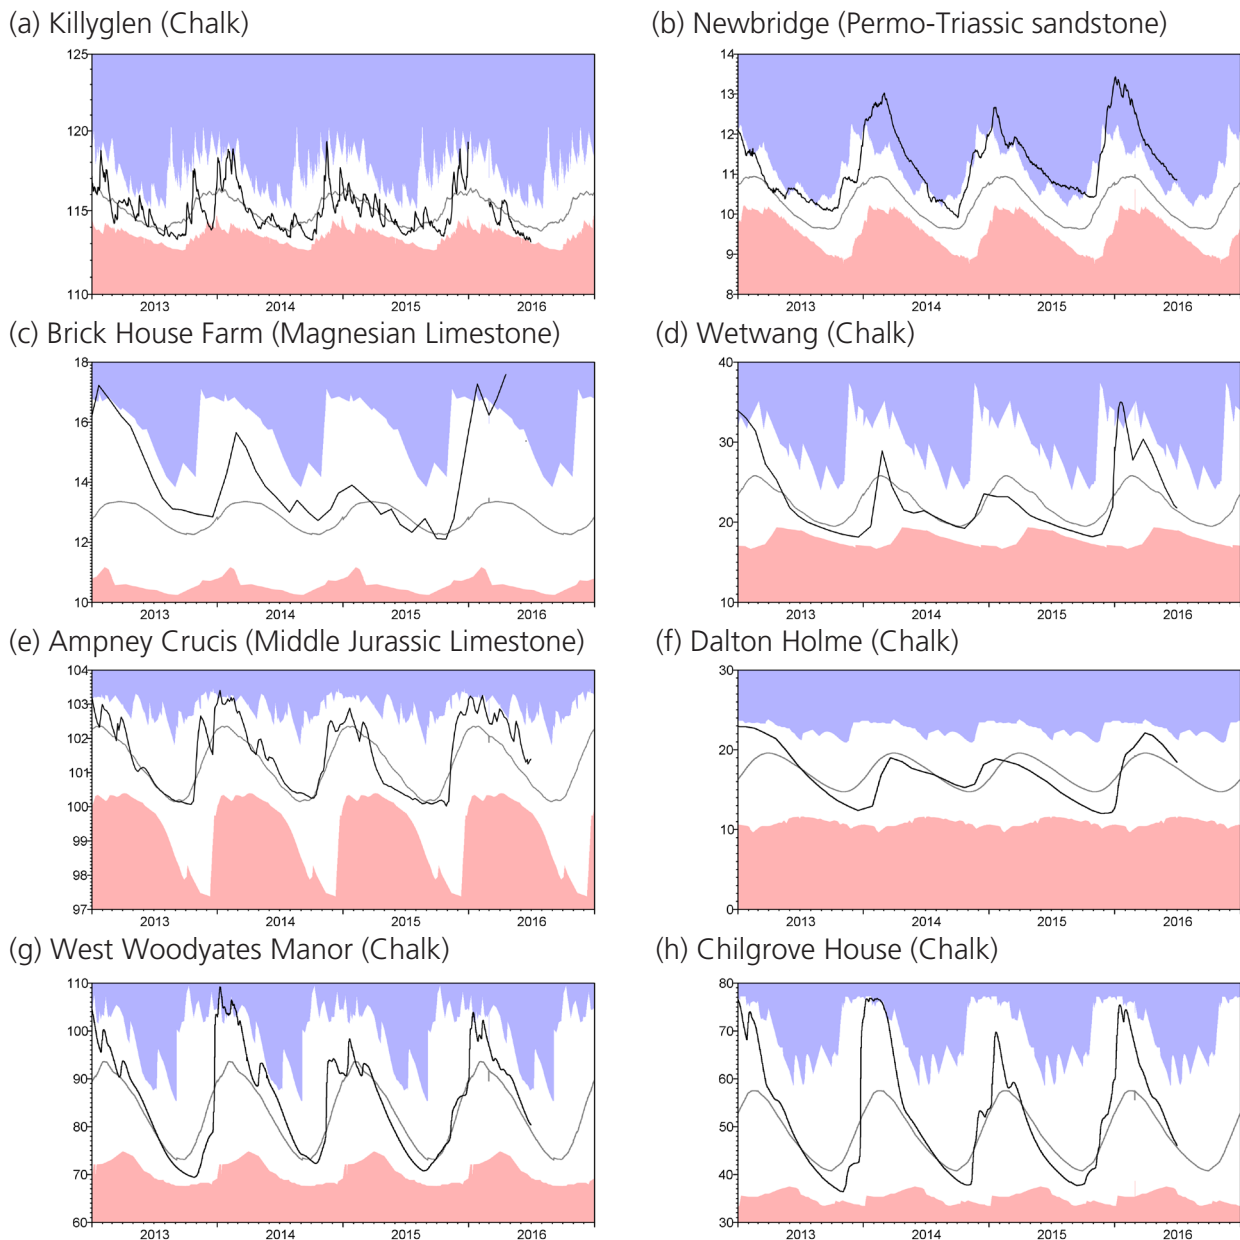 (a) Killyglen (Chalk)
125
120
115
110
2013 2014 2015 2016
(b) Newbridge (Permo-Triassic sandstone)
14
13
12
11
10
9
8
2013 2014 2015 2016
(c) Brick House Farm (Magnesian Limestone)
18
16
14
12
10
2013 2014 2015 2016
(d) Wetwang (Chalk)
40
30
20
10
2013 2014 2015 2016
(e) Ampney Crucis (Middle Jurassic Limestone)
104
103
102
101
100
99
98
97
2013 2014 2015 2016
(f) Dalton Holme (Chalk)
30
20
10
0
2013 2014 2015 2016
(g) West Woodyates Manor (Chalk)
110
100
90
80
70
60
2013 2014 2015 2016
(h) Chilgrove House (Chalk)
80
70
60
50
40
30
2013 2014 2015 2016